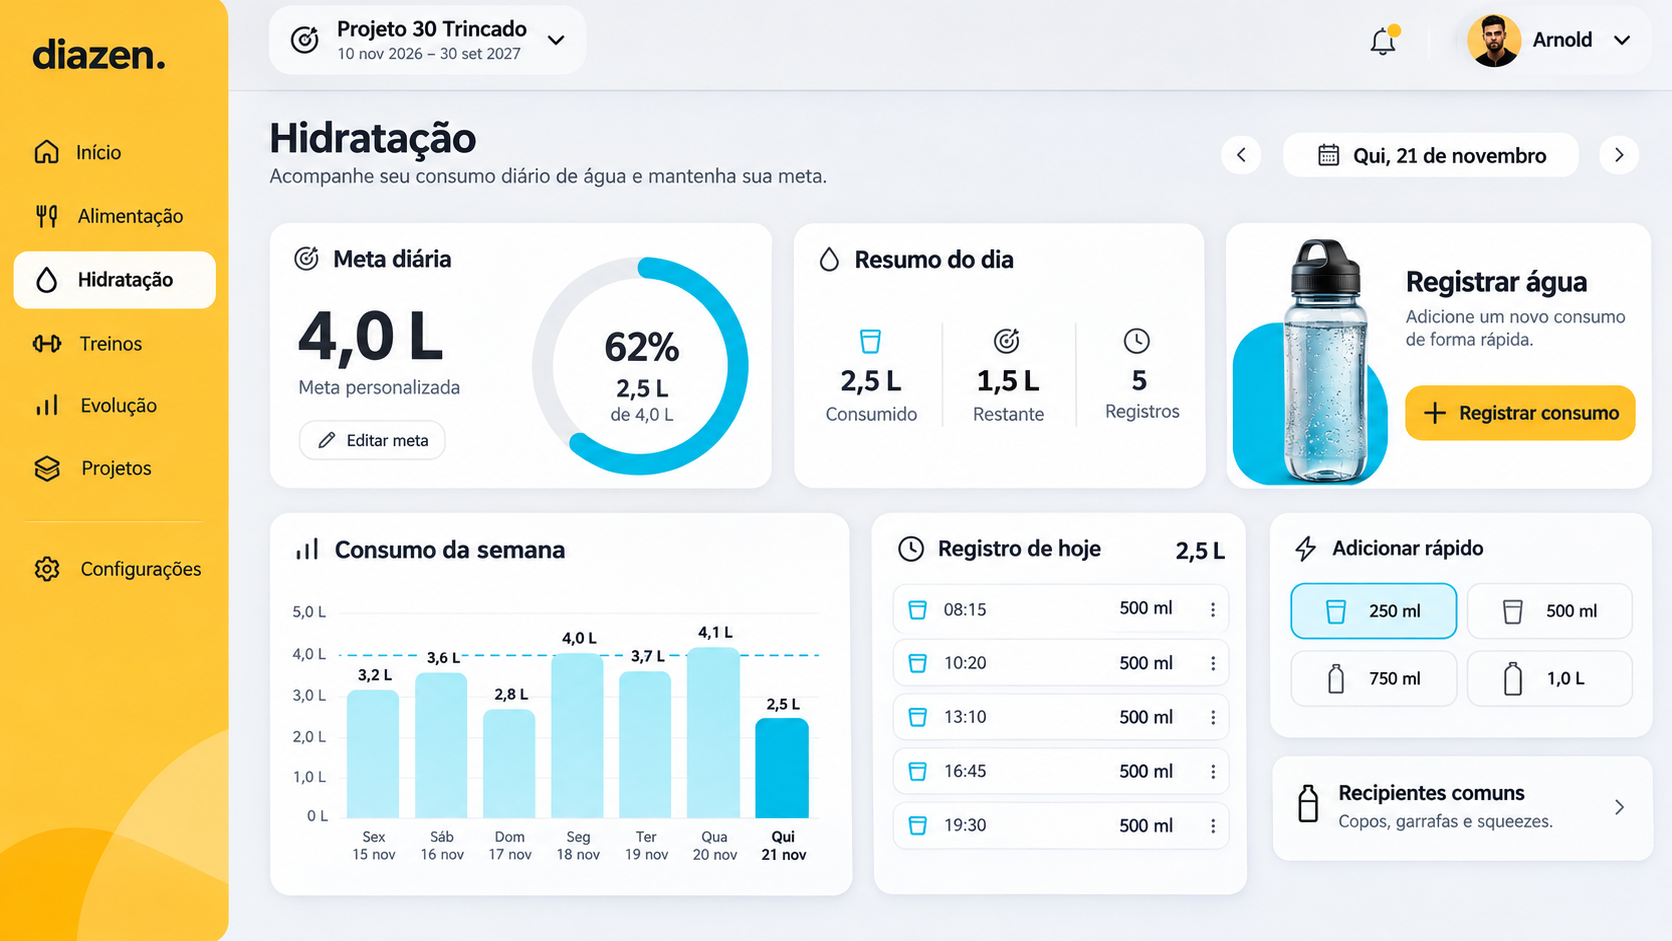 diazen.
Início
Alimentação
Hidratação
Treinos
Evolução
Projetos
Configurações
Projeto 30 Trincado
10 nov 2026 – 30 set 2027
Arnold
Hidratação
Acompanhe seu consumo diário de água e mantenha sua meta.
Qui, 21 de novembro
Meta diária
4,0 L
Meta personalizada
Editar meta
62%
2,5 L
de 4,0 L
Resumo do dia
2,5 L
Consumido
1,5 L
Restante
5
Registros
Registrar água
Adicione um novo consumo
de forma rápida.
Registrar consumo
Consumo da semana
5,0 L
4,0 L
3,0 L
2,0 L
1,0 L
0 L
3,2 L
3,6 L
2,8 L
4,0 L
3,7 L
4,1 L
2,5 L
Sex
15 nov
Sáb
16 nov
Dom
17 nov
Seg
18 nov
Ter
19 nov
Qua
20 nov
Qui
21 nov
Registro de hoje 2,5 L
08:15 500 ml
10:20 500 ml
13:10 500 ml
16:45 500 ml
19:30 500 ml
Adicionar rápido
250 ml
500 ml
750 ml
1,0 L
Recipientes comuns
Copos, garrafas e squeezes.